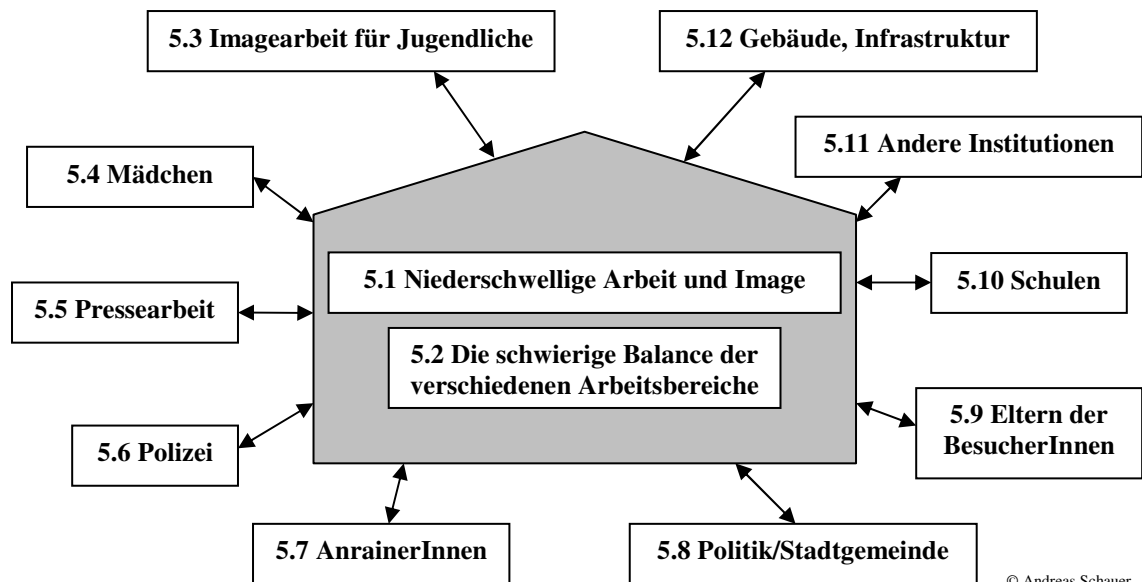 5.3 Imagearbeit für Jugendliche
5.12 Gebäude, Infrastruktur
5.11 Andere Institutionen
5.4 Mädchen
5.1 Niederschwellige Arbeit und Image
5.10 Schulen
5.5 Pressearbeit
5.2 Die schwierige Balance der
verschiedenen Arbeitsbereiche
5.9 Eltern der
BesucherInnen
5.6 Polizei
5.7 AnrainerInnen
5.8 Politik/Stadtgemeinde
© Andreas Schauer